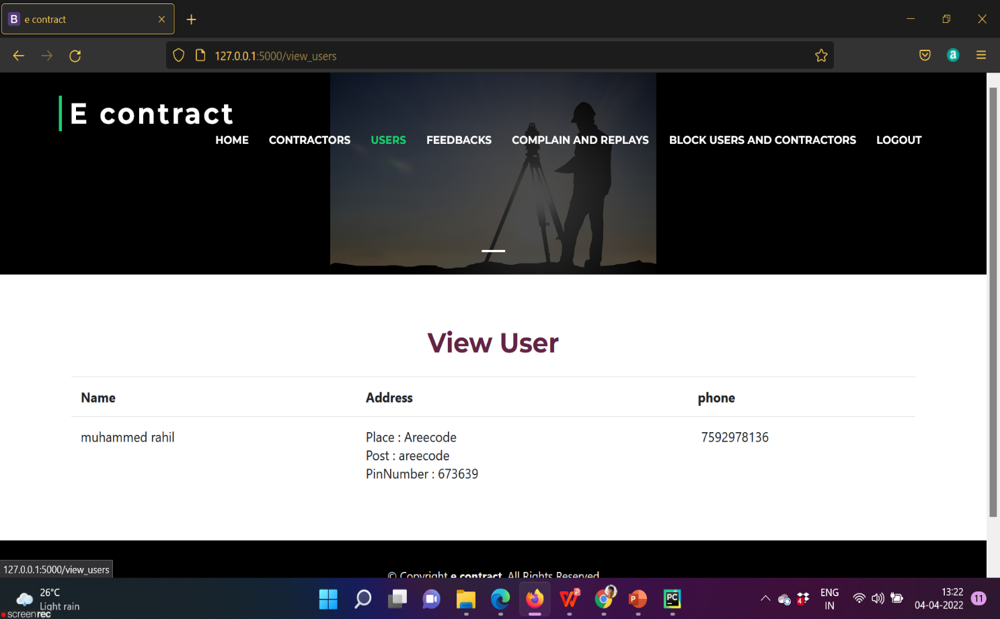 e contract
127.0.0.1:5000/view_users
E contract
HOME CONTRACTORS USERS FEEDBACKS COMPLAIN AND REPLAYS BLOCK USERS AND CONTRACTORS LOGOUT
View User
Name Address phone
muhammed rahil Place : Areecode 7592978136
Post : areecode
PinNumber : 673639
127.0.0.1:5000/view_users
© Copyright e contract. All Rights Reserved
26°C
Light rain
screenrec
ENG
IN
13:22
04-04-2022
11